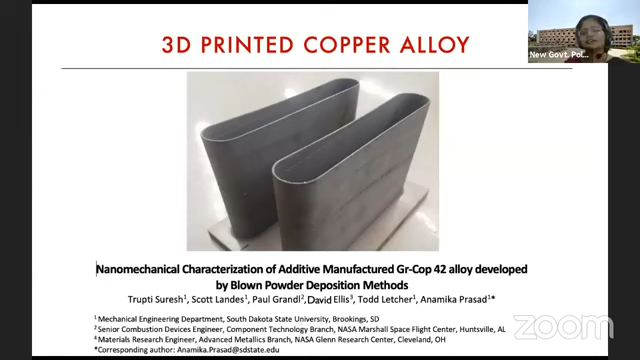 3D PRINTED COPPER ALLOY
New Govt. Pol...
Nanomechanical Characterization of Additive Manufactured Gr-Cop 42 alloy developed
by Blown Powder Deposition Methods
Trupti Suresh¹, Scott Landes¹, Paul Grandl², David Ellis³, Todd Letcher¹, Anamika Prasad¹*
¹ Mechanical Engineering Department, South Dakota State University, Brookings, SD
² Senior Combustion Devices Engineer, Component Technology Branch, NASA Marshall Space Flight Center, Huntsville, AL
⁴ Materials Research Engineer, Advanced Metallics Branch, NASA Glenn Research Center, Cleveland, OH
*Corresponding author: Anamika.Prasad@sdstate.edu
zoom